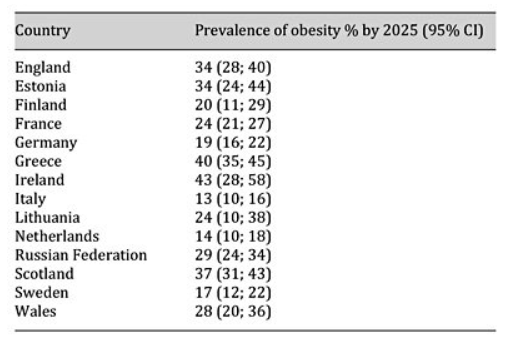 Country Prevalence of obesity % by 2025 (95% CI)
England 34 (28; 40)
Estonia 34 (24; 44)
Finland 20 (11; 29)
France 24 (21; 27)
Germany 19 (16; 22)
Greece 40 (35; 45)
Ireland 43 (28; 58)
Italy 13 (10; 16)
Lithuania 24 (10; 38)
Netherlands 14 (10; 18)
Russian Federation 29 (24; 34)
Scotland 37 (31; 43)
Sweden 17 (12; 22)
Wales 28 (20; 36)